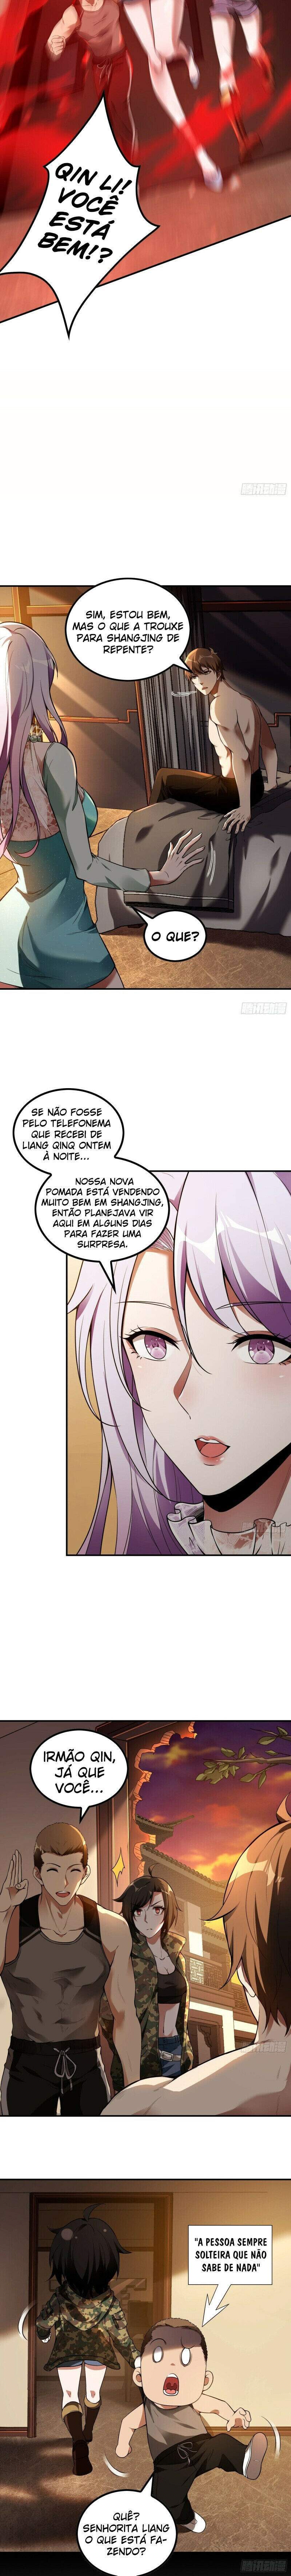 QIN LI!
VOCÊ
ESTÁ
BEM!?
SIM, ESTOU BEM,
MAS O QUE A TROUXE
PARA SHANGJING DE
REPENTE?
O QUE?
SE NÃO FOSSE
PELO TELEFONEMA
QUE RECEBI DE
LIANG QINQ ONTEM
À NOITE...
NOSSA NOVA
POMADA ESTÁ VENDENDO
MUITO BEM EM SHANGJING,
ENTÃO PLANEJAVA VIR
AQUI EM ALGUNS DIAS
PARA FAZER UMA
SURPRESA.
IRMÃO QIN,
JÁ QUE
VOCÊ...
"A PESSOA SEMPRE
SOLTEIRA QUE NÃO
SABE DE NADA"
QUÊ?
SENHORITA LIANG
O QUE ESTÁ FA-
ZENDO?